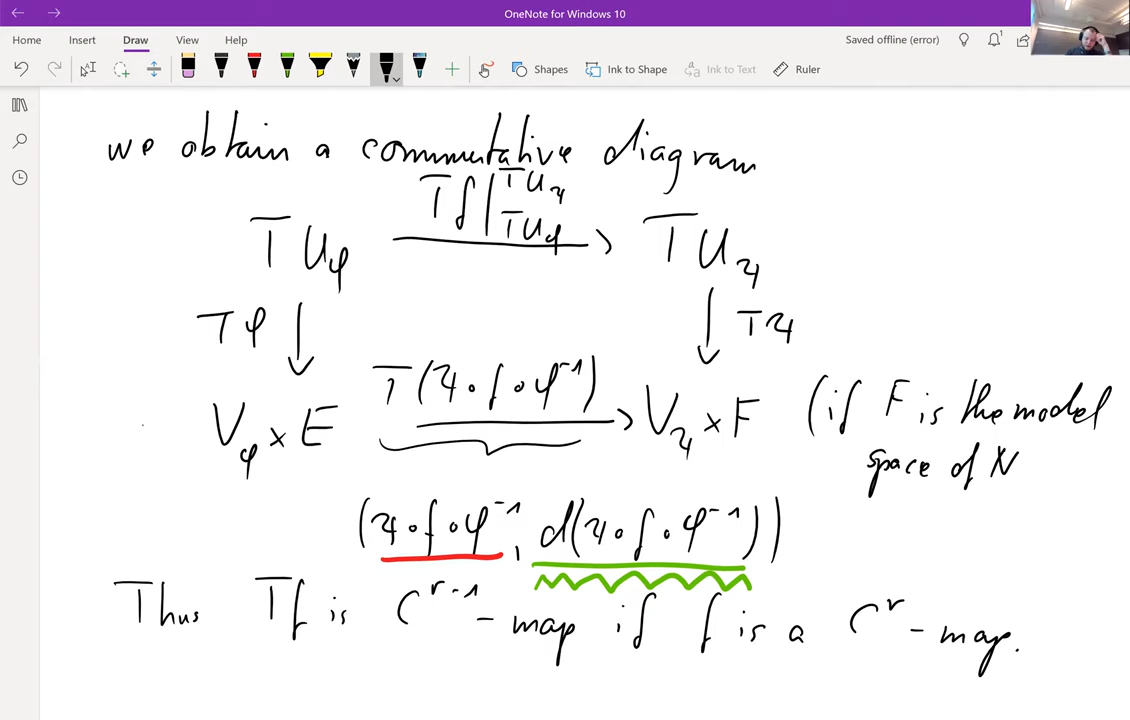 OneNote for Windows 10
Home Insert Draw View Help
Saved offline (error)
Shapes Ink to Shape Ink to Text Ruler
we obtain a commutative diagram
Tf|TUψ TUφ
TUφ TUψ
Tφ Tψ
T(ψ∘f∘φ⁻¹)
Vφ × E Vψ × F (if F is the model
space of N
(ψ∘f∘φ⁻¹, d(ψ∘f∘φ⁻¹))
Thus Tf is C^{r-1}-map if f is a C^r-map.